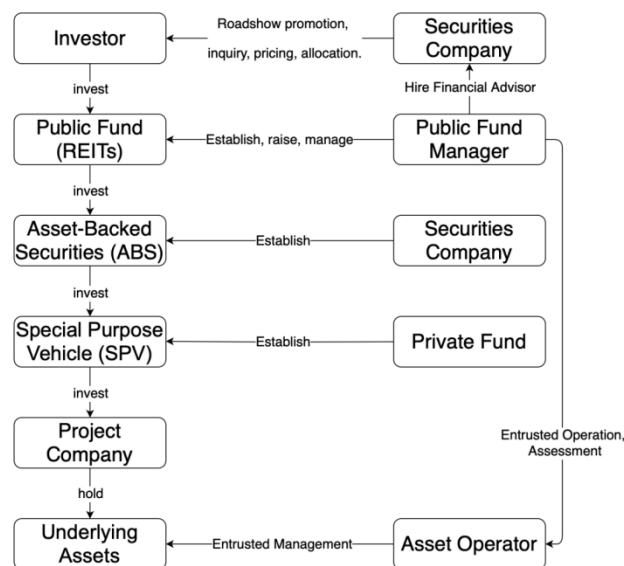 Investor
Roadshow promotion,
inquiry, pricing, allocation.
Securities
Company
invest
Hire Financial Advisor
Public Fund
(REITs)
Establish, raise, manage
Public Fund
Manager
invest
Asset-Backed
Securities (ABS)
Establish
Securities
Company
invest
Special Purpose
Vehicle (SPV)
Establish
Private Fund
invest
Project
Company
Entrusted Operation,
Assessment
hold
Underlying
Assets
Entrusted Management
Asset Operator